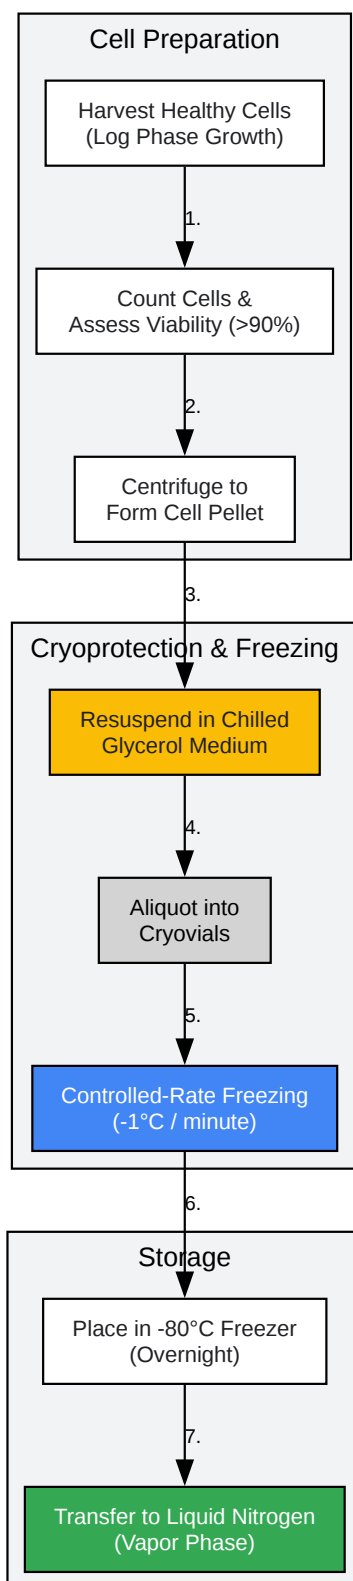 Cell Preparation
Harvest Healthy Cells
(Log Phase Growth)
1.
Count Cells &
Assess Viability (>90%)
2.
Centrifuge to
Form Cell Pellet
3.
Cryoprotection & Freezing
Resuspend in Chilled
Glycerol Medium
4.
Aliquot into
Cryovials
5.
Controlled-Rate Freezing
(-1°C / minute)
6.
Storage
Place in -80°C Freezer
(Overnight)
7.
Transfer to Liquid Nitrogen
(Vapor Phase)